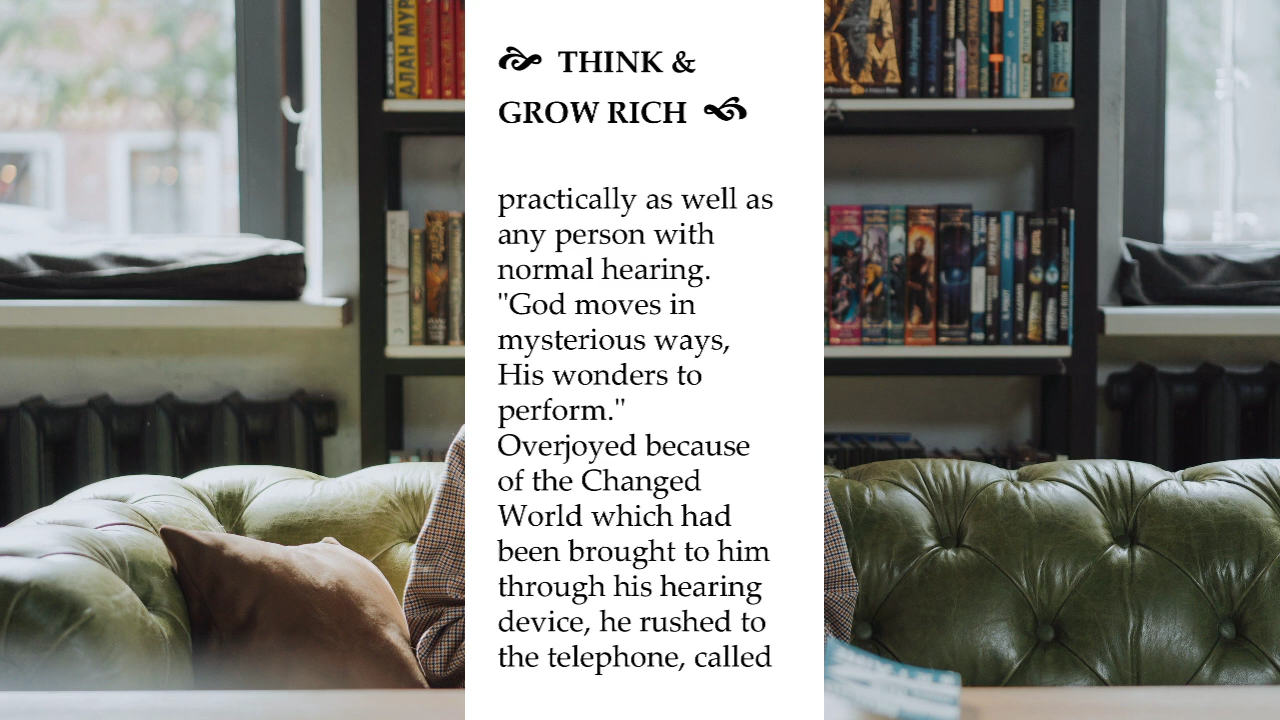 THINK &
GROW RICH
practically as well as
any person with
normal hearing.
"God moves in
mysterious ways,
His wonders to
perform."
Overjoyed because
of the Changed
World which had
been brought to him
through his hearing
device, he rushed to
the telephone, called
АЛАН МУР